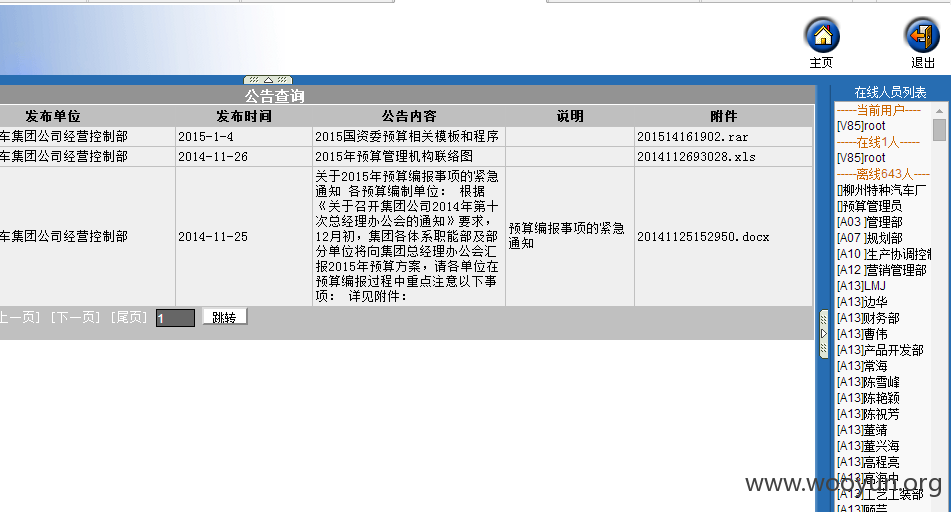 主页
退出
公告查询
发布单位 发布时间 公告内容 说明 附件
车集团公司经营控制部 2015-1-4 2015国资委预算相关模板和程序 201514161902.rar
车集团公司经营控制部 2014-11-26 2015年预算管理机构联络图 2014112693028.xls
车集团公司经营控制部 2014-11-25
关于2015年预算编报事项的紧急
通知 各预算编制单位： 根据
《关于召开集团公司2014年第十
次总经理办公会的通知》要求，
12月初，集团各体系职能部及部
分单位将向集团总经理办公会汇
报2015年预算方案，请各单位在
预算编报过程中重点注意以下事
项： 详见附件：
预算编报事项的紧急
通知
20141125152950.docx
上一页] [下一页] [尾页] 1 跳转
在线人员列表
-----当前用户----
[V85]root
-----在线1人-----
[V85]root
-----离线643人----
[]柳州特种汽车厂
[]预算管理员
[A03 ]管理部
[A07 ]规划部
[A10 ]生产协调控制
[A12 ]营销管理部
[A13]LMJ
[A13]边华
[A13]财务部
[A13]曹伟
[A13]产品开发部
[A13]常海
[A13]陈雪峰
[A13]陈艳颖
[A13]陈祝芳
[A13]董靖
[A13]董兴海
[A13]高程亮
[A13]高海中
[A13]工艺工装部
[A13]顾芸
www.wooyun.org